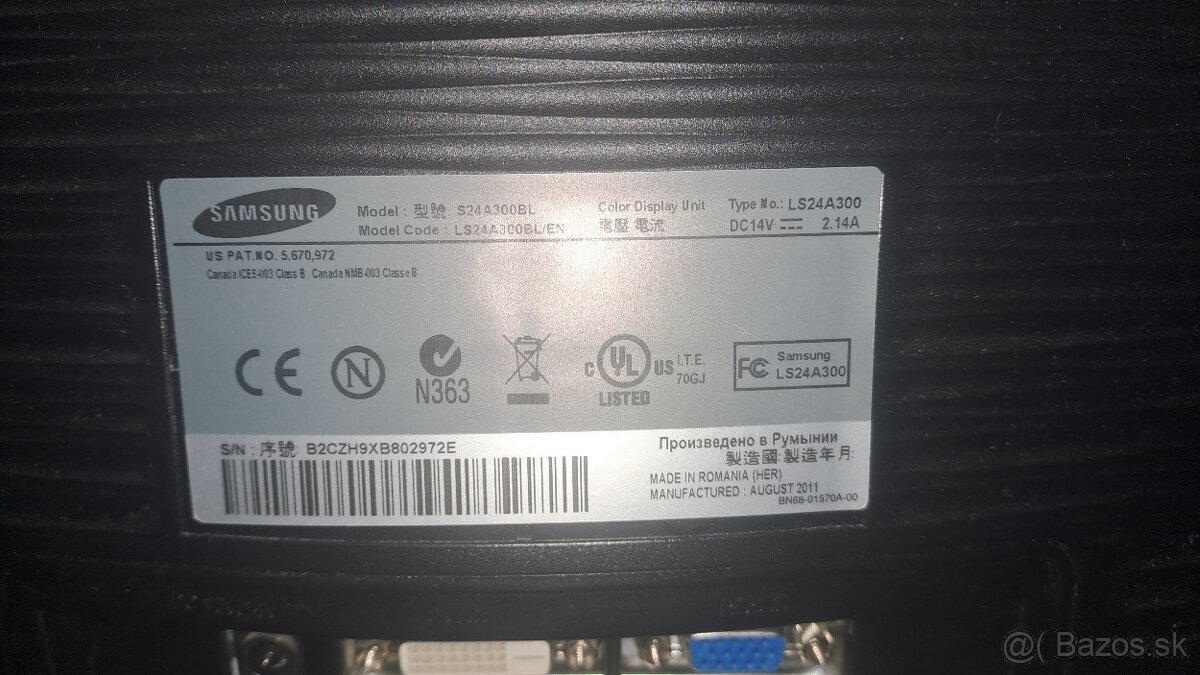 SAMSUNG
Model : 型號 S24A300BL
Model Code : LS24A300BL/EN
Color Display Unit
電壓 電流
Type No.: LS24A300
DC14V 2.14A
US PAT.NO. 5.670,972
Canada ICES-003 Class B Canada NMB-003 Classe B
CE
N
N363
C UL US
LISTED
I.T.E.
70GJ
FC Samsung
LS24A300
S/N : 序號 B2CZH9XB802972E
Произведено в Румынии
製造國 製造年月
MADE IN ROMANIA (HER)
MANUFACTURED : AUGUST 2011
BN68-01570A-00
@( Bazos.sk